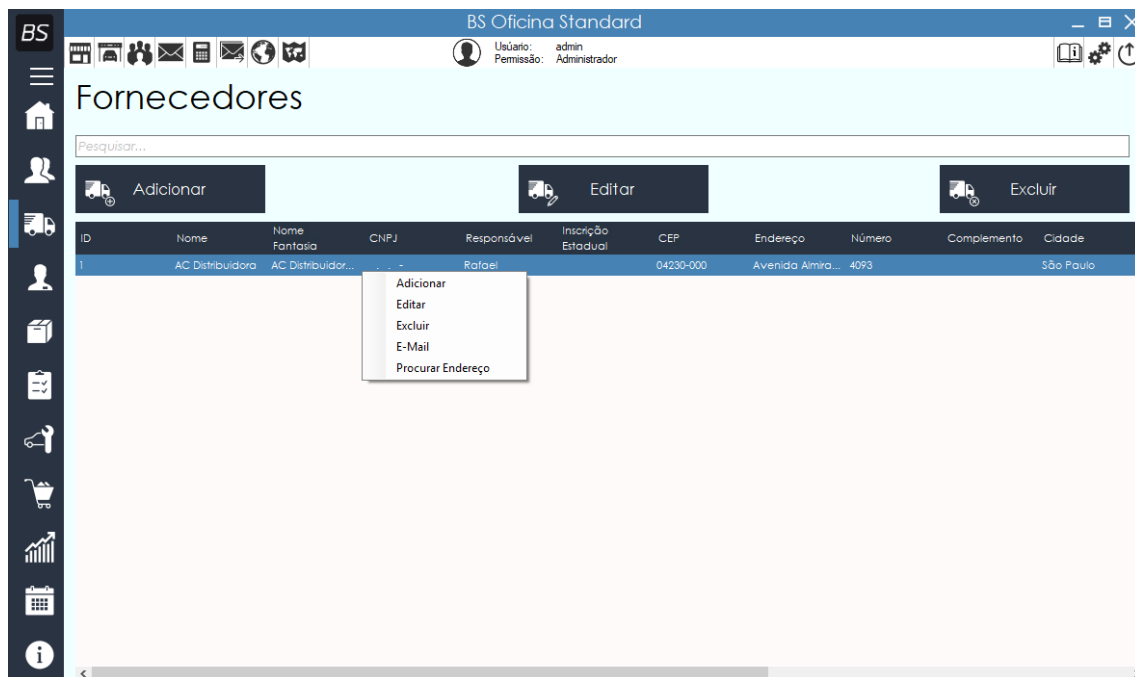 BS
BS Oficina Standard
Usúario: admin
Permissão: Administrador
Fornecedores
Pesquisar...
Adicionar
Editar
Excluir
ID Nome Nome Fantasia CNPJ Responsável Inscrição Estadual CEP Endereço Número Complemento Cidade
1 AC Distribuidora AC Distribuidor... . . - Rafael 04230-000 Avenida Almira... 4093 São Paulo
Adicionar
Editar
Excluir
E-Mail
Procurar Endereço